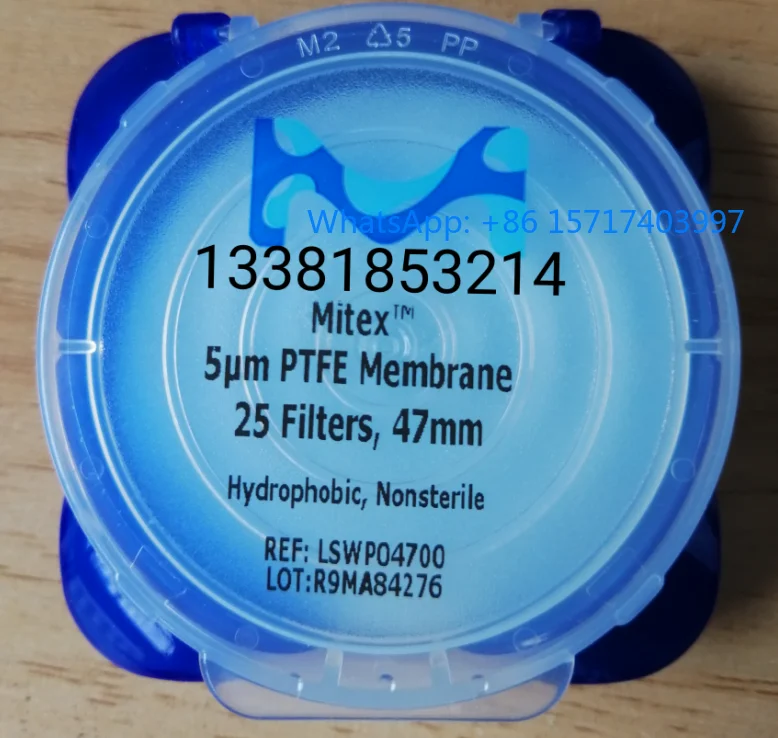 M2 ♷5 PP
WhatsApp: +86 15717403997
13381853214
Mitex™
5µm PTFE Membrane
25 Filters, 47mm
Hydrophobic, Nonsterile
REF: LSWP04700
LOT:R9MA84276